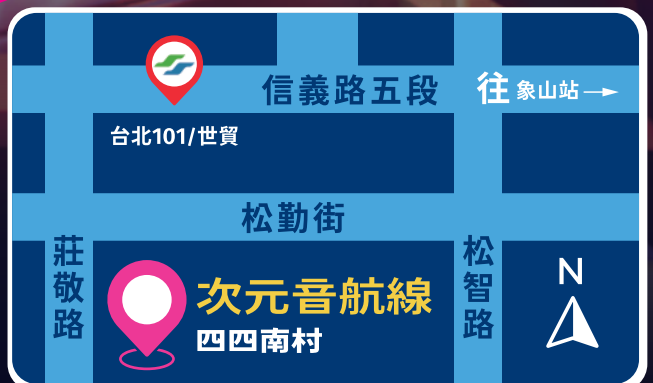 信義路五段
往 象山站
台北101/世貿
松勤街
莊敬路
松智路
次元音航線
四四南村
N